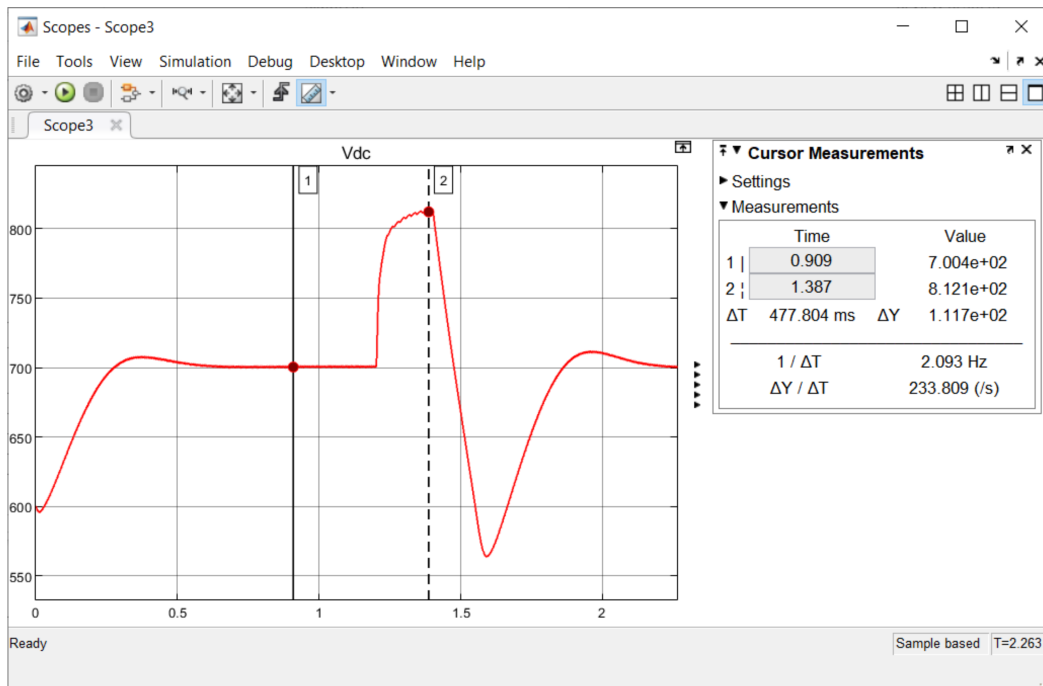 Scopes - Scope3
File Tools View Simulation Debug Desktop Window Help
Scope3
Vdc
1
2
800
750
700
650
600
550
0 0.5 1 1.5 2
Cursor Measurements
Settings
Measurements
Time Value
1 | 0.909 7.004e+02
2 ¦ 1.387 8.121e+02
ΔT 477.804 ms ΔY 1.117e+02
1 / ΔT 2.093 Hz
ΔY / ΔT 233.809 (/s)
Ready Sample based T=2.263